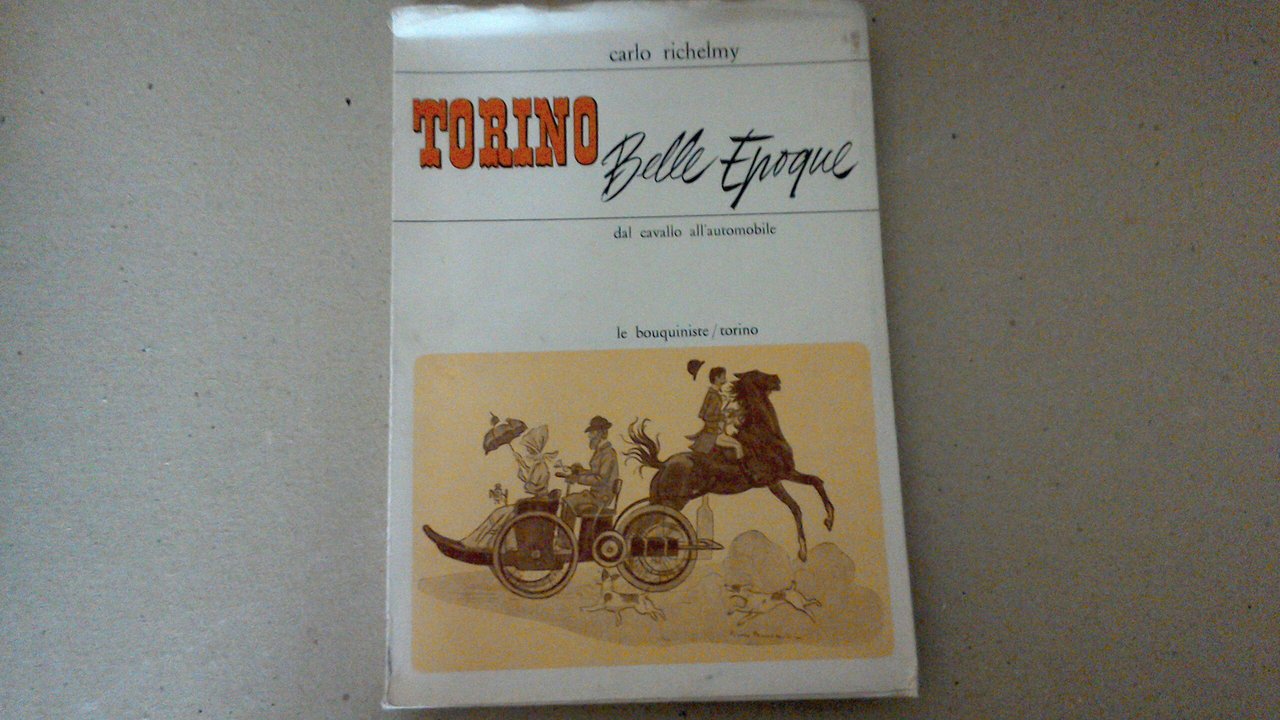 carlo richelmy
TORINO Belle Epoque
dal cavallo all'automobile
le bouquiniste / torino